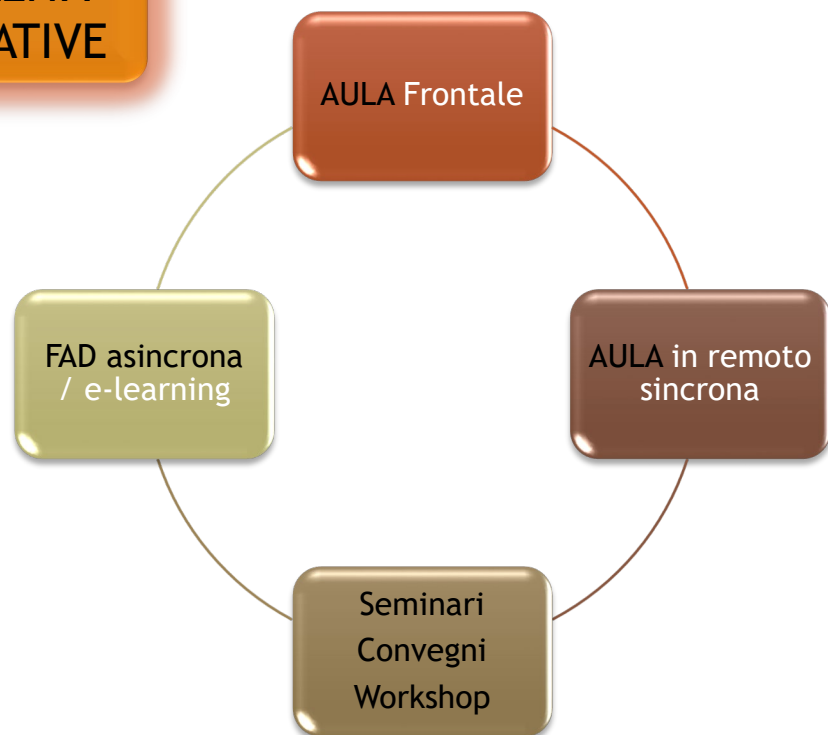 ATIVE
AULA Frontale
FAD asincrona
/ e-learning
AULA in remoto
sincrona
Seminari
Convegni
Workshop